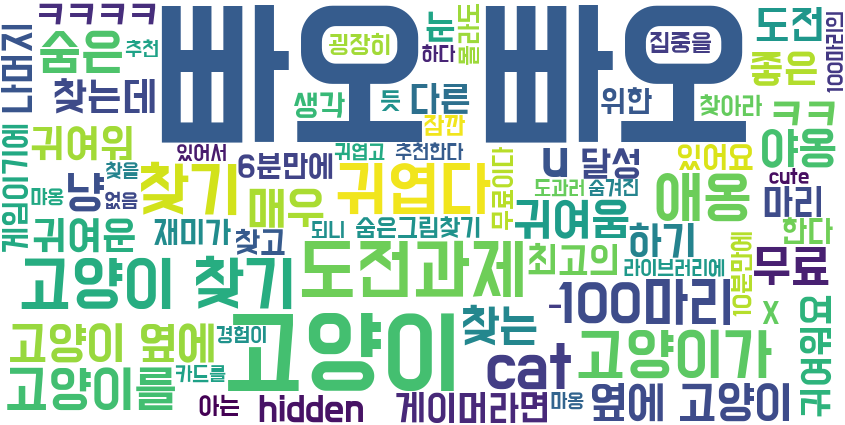 ㅋㅋㅋㅋ
빠오 빠오
숨은
추천
굉장히
눈
몰라도
하다
집중을
도전
100마리인
나머지
찾는데
좋은
생각
듯
다른
위한
찾아라
ㅋㅋ
게임이기에
귀여워
잠깐
야옹
있어서
6분만에
귀엽고
추천한다
u
달성
있어요
cute
찾을
먀옹
냥
없음
찾기
매우
귀엽다
무료이다
도과러
숨겨진
애옹
마리
귀여운
재미가
찾고
되니
숨은그림찾기
귀여움
하기
한다
고양이 찾기
도전과제
최고의
라이브러리에
10분만에
무료
-100마리
x
귀여워요
고양이 옆에
경험이
고양이
찾는
고양이가
고양이를
카드를
cat
아는
hidden
게이머라면
마옹
옆에 고양이